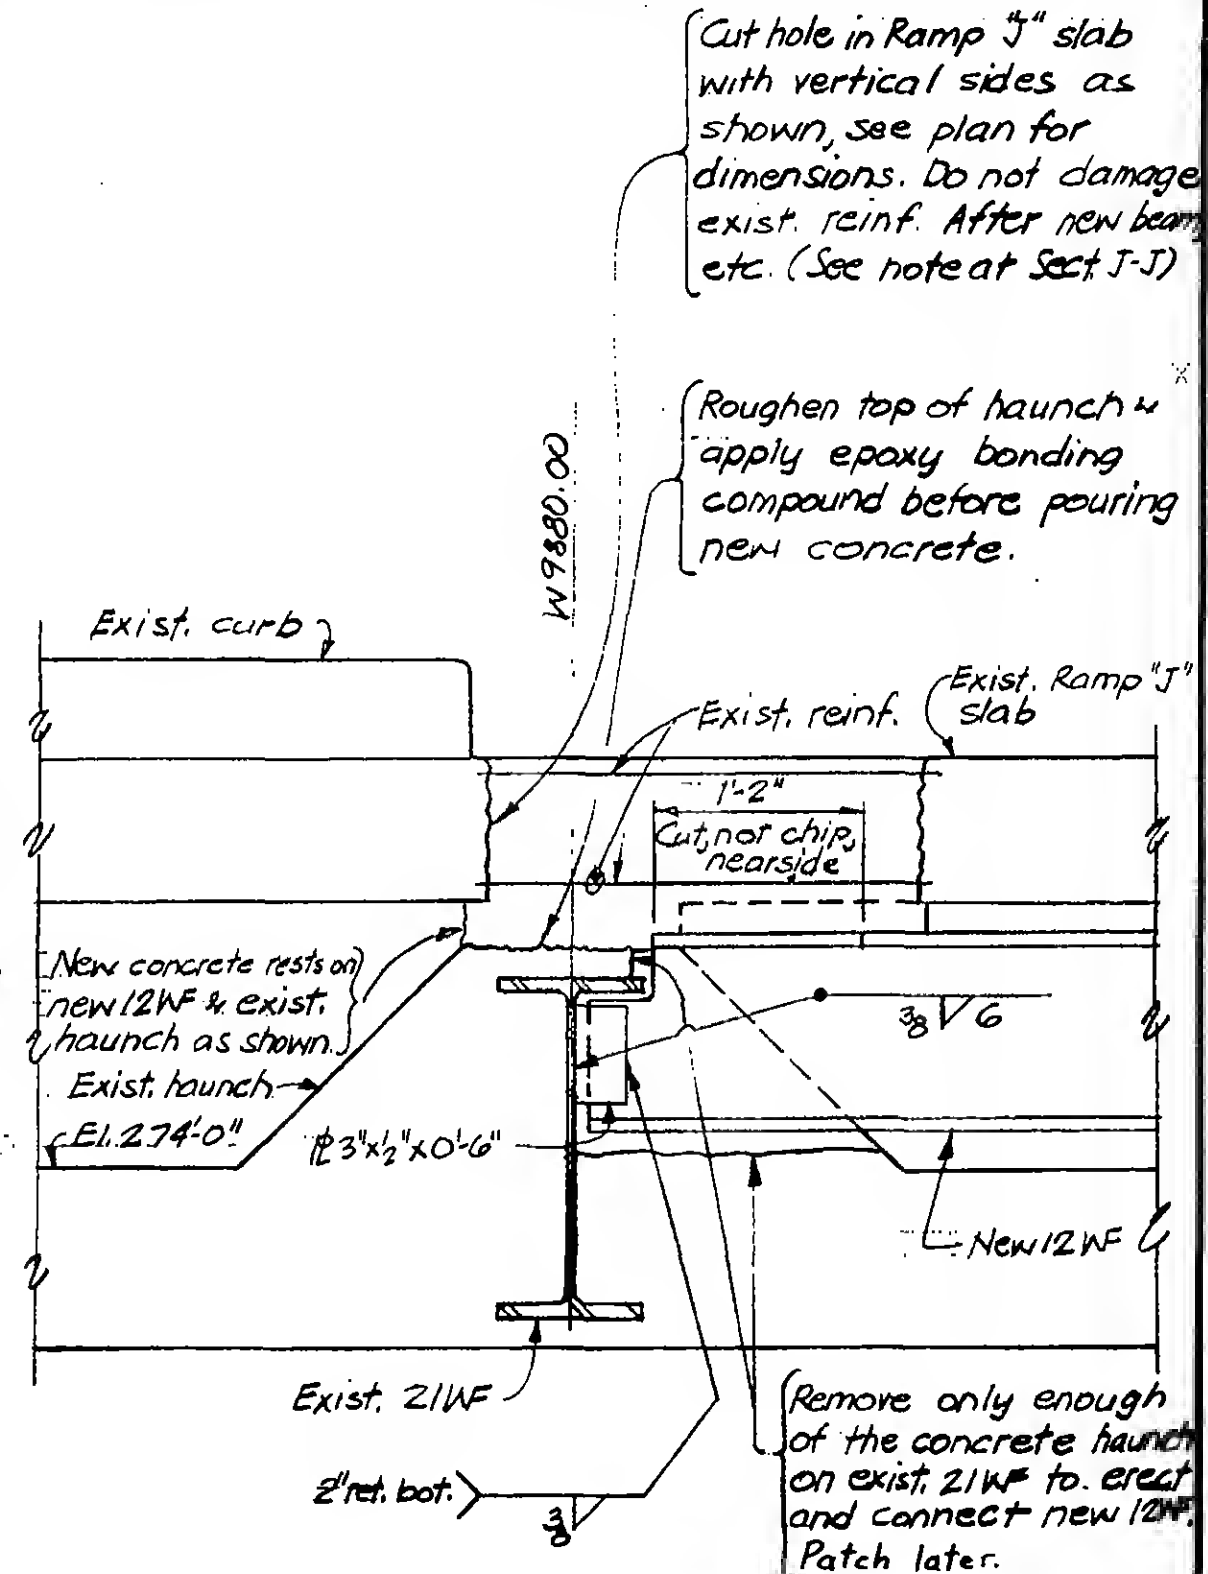 Cut hole in Ramp "J" slab
with vertical sides as
shown, see plan for
dimensions. Do not damage
exist. reinf. After new beam,
etc. (See note at Sect. J-J)
Roughen top of haunch &
apply epoxy bonding
compound before pouring
new concrete.
W 9880.00
Exist. curb
Exist. reinf.
Exist. Ramp "J"
slab
1'-2"
Cut, not chip,
nearside
New concrete rests on
new 12WF & exist.
haunch as shown.
Exist. haunch
El. 274'-0"
3/8 6
PL 3"x1/2"x0'-6"
New 12WF
Exist. 21WF
2" ret. bot.
3/8
Remove only enough
of the concrete haunch
on exist. 21WF to erect
and connect new 12WF.
Patch later.